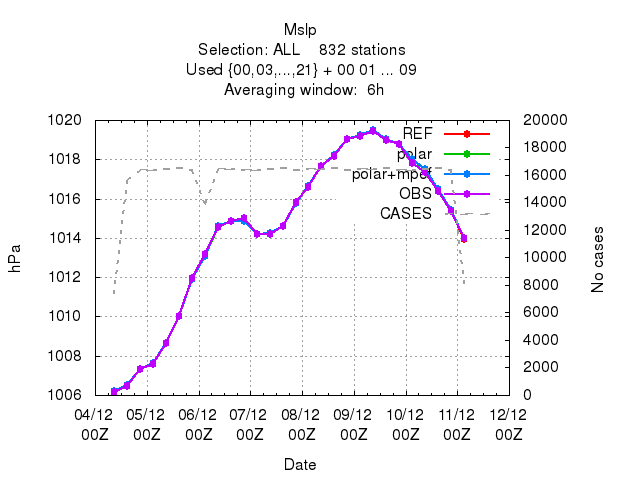 Mslp
Selection: ALL    832 stations
Used {00,03,...,21} + 00 01 ... 09
Averaging window:  6h
1020
1018
1016
1014
1012
1010
1008
1006
hPa
20000
18000
16000
14000
12000
10000
8000
6000
4000
2000
0
No cases
REF
polar
polar+mpef
OBS
CASES
04/12 05/12 06/12 07/12 08/12 09/12 10/12 11/12 12/12
00Z 00Z 00Z 00Z 00Z 00Z 00Z 00Z 00Z
Date